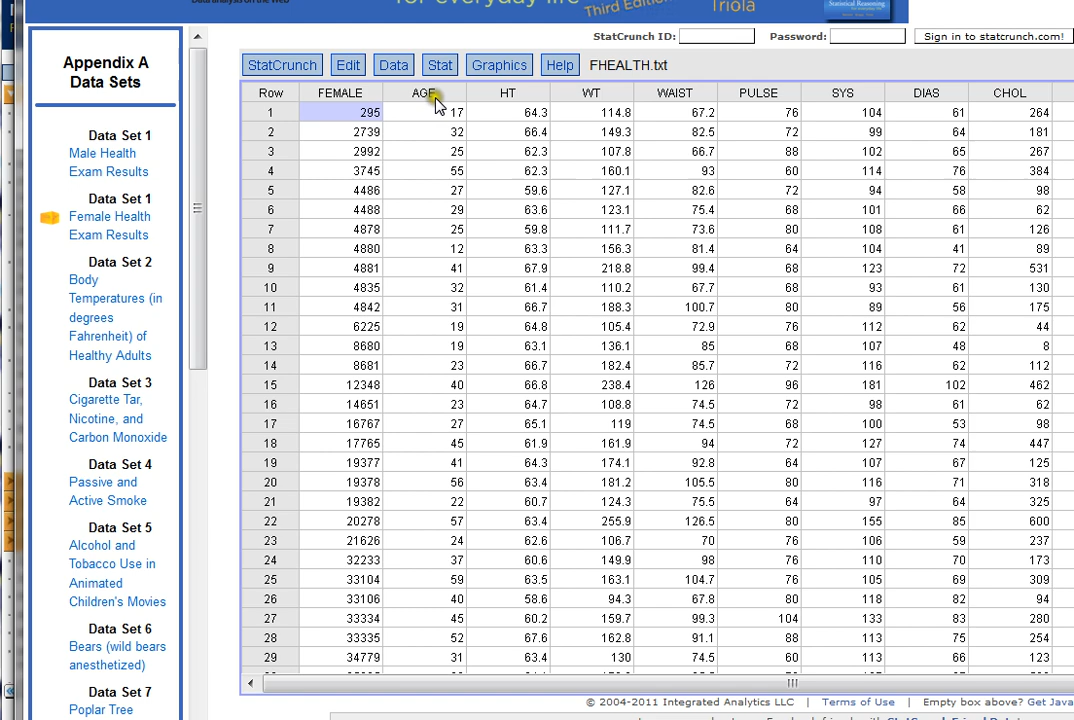 for everyday life
Third Edition
Triola
Statistical Reasoning
StatCrunch ID:
Password:
Sign in to statcrunch.com!
StatCrunch Edit Data Stat Graphics Help FHEALTH.txt
Row FEMALE AGE HT WT WAIST PULSE SYS DIAS CHOL
1 295 17 64.3 114.8 67.2 76 104 61 264
2 2739 32 66.4 149.3 82.5 72 99 64 181
3 2992 25 62.3 107.8 66.7 88 102 65 267
4 3745 55 62.3 160.1 93 60 114 76 384
5 4486 27 59.6 127.1 82.6 72 94 58 98
6 4488 29 63.6 123.1 75.4 68 101 66 62
7 4878 25 59.8 111.7 73.6 80 108 61 126
8 4880 12 63.3 156.3 81.4 64 104 41 89
9 4881 41 67.9 218.8 99.4 68 123 72 531
10 4835 32 61.4 110.2 67.7 68 93 61 130
11 4842 31 66.7 188.3 100.7 80 89 56 175
12 6225 19 64.8 105.4 72.9 76 112 62 44
13 8680 19 63.1 136.1 85 68 107 48 8
14 8681 23 66.7 182.4 85.7 72 116 62 112
15 12348 40 66.8 238.4 126 96 181 102 462
16 14651 23 64.7 108.8 74.5 72 98 61 62
17 16767 27 65.1 119 74.5 68 100 53 98
18 17765 45 61.9 161.9 94 72 127 74 447
19 19377 41 64.3 174.1 92.8 64 107 67 125
20 19378 56 63.4 181.2 105.5 80 116 71 318
21 19382 22 60.7 124.3 75.5 64 97 64 325
22 20278 57 63.4 255.9 126.5 80 155 85 600
23 21626 24 62.6 106.7 70 76 106 59 237
24 32233 37 60.6 149.9 98 76 110 70 173
25 33104 59 63.5 163.1 104.7 76 105 69 309
26 33106 40 58.6 94.3 67.8 80 118 82 94
27 33334 45 60.2 159.7 99.3 104 133 83 280
28 33335 52 67.6 162.8 91.1 88 113 75 254
29 34779 31 63.4 130 74.5 60 113 66 123
© 2004-2011 Integrated Analytics LLC | Terms of Use | Empty box above? Get Java
Appendix A
Data Sets
Data Set 1
Male Health
Exam Results
Data Set 1
Female Health
Exam Results
Data Set 2
Body
Temperatures (in
degrees
Fahrenheit) of
Healthy Adults
Data Set 3
Cigarette Tar,
Nicotine, and
Carbon Monoxide
Data Set 4
Passive and
Active Smoke
Data Set 5
Alcohol and
Tobacco Use in
Animated
Children's Movies
Data Set 6
Bears (wild bears
anesthetized)
Data Set 7
Poplar Tree